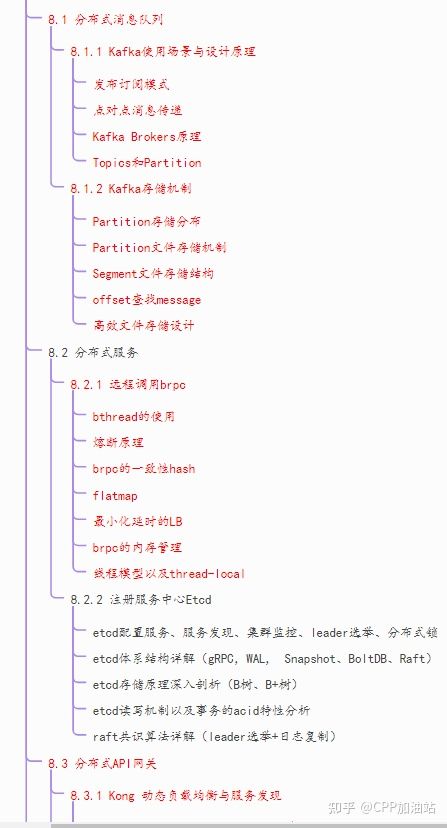 8.1 分布式消息队列
8.1.1 Kafka使用场景与设计原理
发布订阅模式
点对点消息传递
Kafka Brokers原理
Topics和Partition
8.1.2 Kafka存储机制
Partition存储分布
Partition文件存储机制
Segment文件存储结构
offset查找message
高效文件存储设计
8.2 分布式服务
8.2.1 远程调用brpc
bthread的使用
熔断原理
brpc的一致性hash
flatmap
最小化延时的LB
brpc的内存管理
线程模型以及thread-local
8.2.2 注册服务中心Etcd
etcd配置服务、服务发现、集群监控、leader选举、分布式锁
etcd体系结构详解（gRPC, WAL, Snapshot、BoltDB、Raft）
etcd存储原理深入剖析（B树、B+树）
etcd读写机制以及事务的acid特性分析
raft共识算法详解（leader选举+日志复制）
8.3 分布式API网关
8.3.1 Kong 动态负载均衡与服务发现
知乎 @CPP加油站